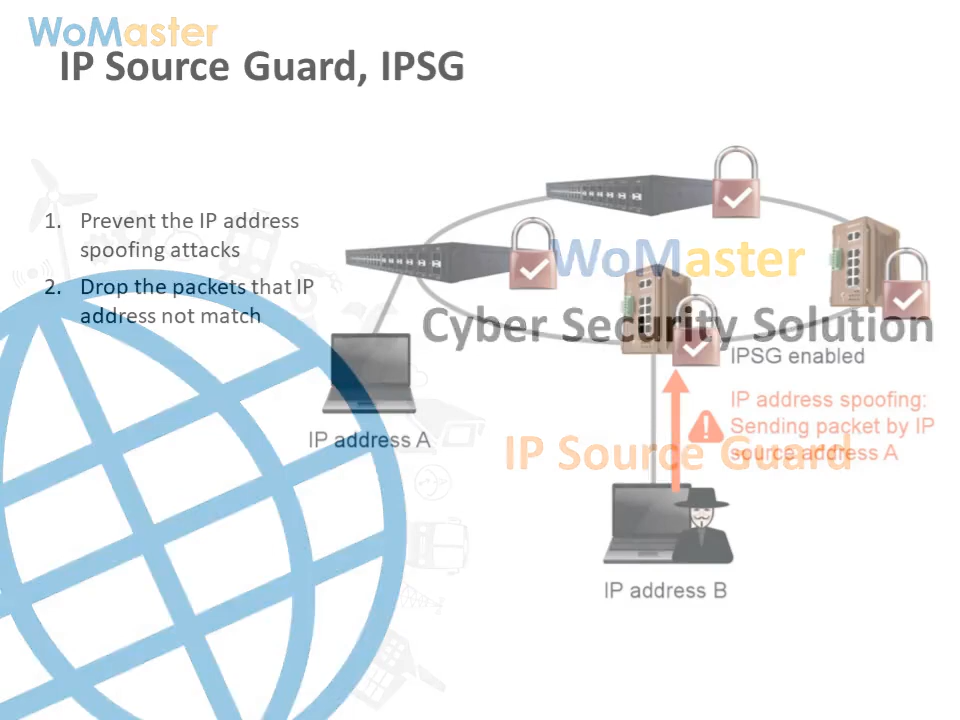 WoMaster
IP Source Guard, IPSG
1. Prevent the IP address
spoofing attacks
2. Drop the packets that IP
address not match
WoMaster
Cyber Security Solution
IPSG enabled
IP address spoofing:
Sending packet by IP
source address A
IP address A
IP Source Guard
IP address B